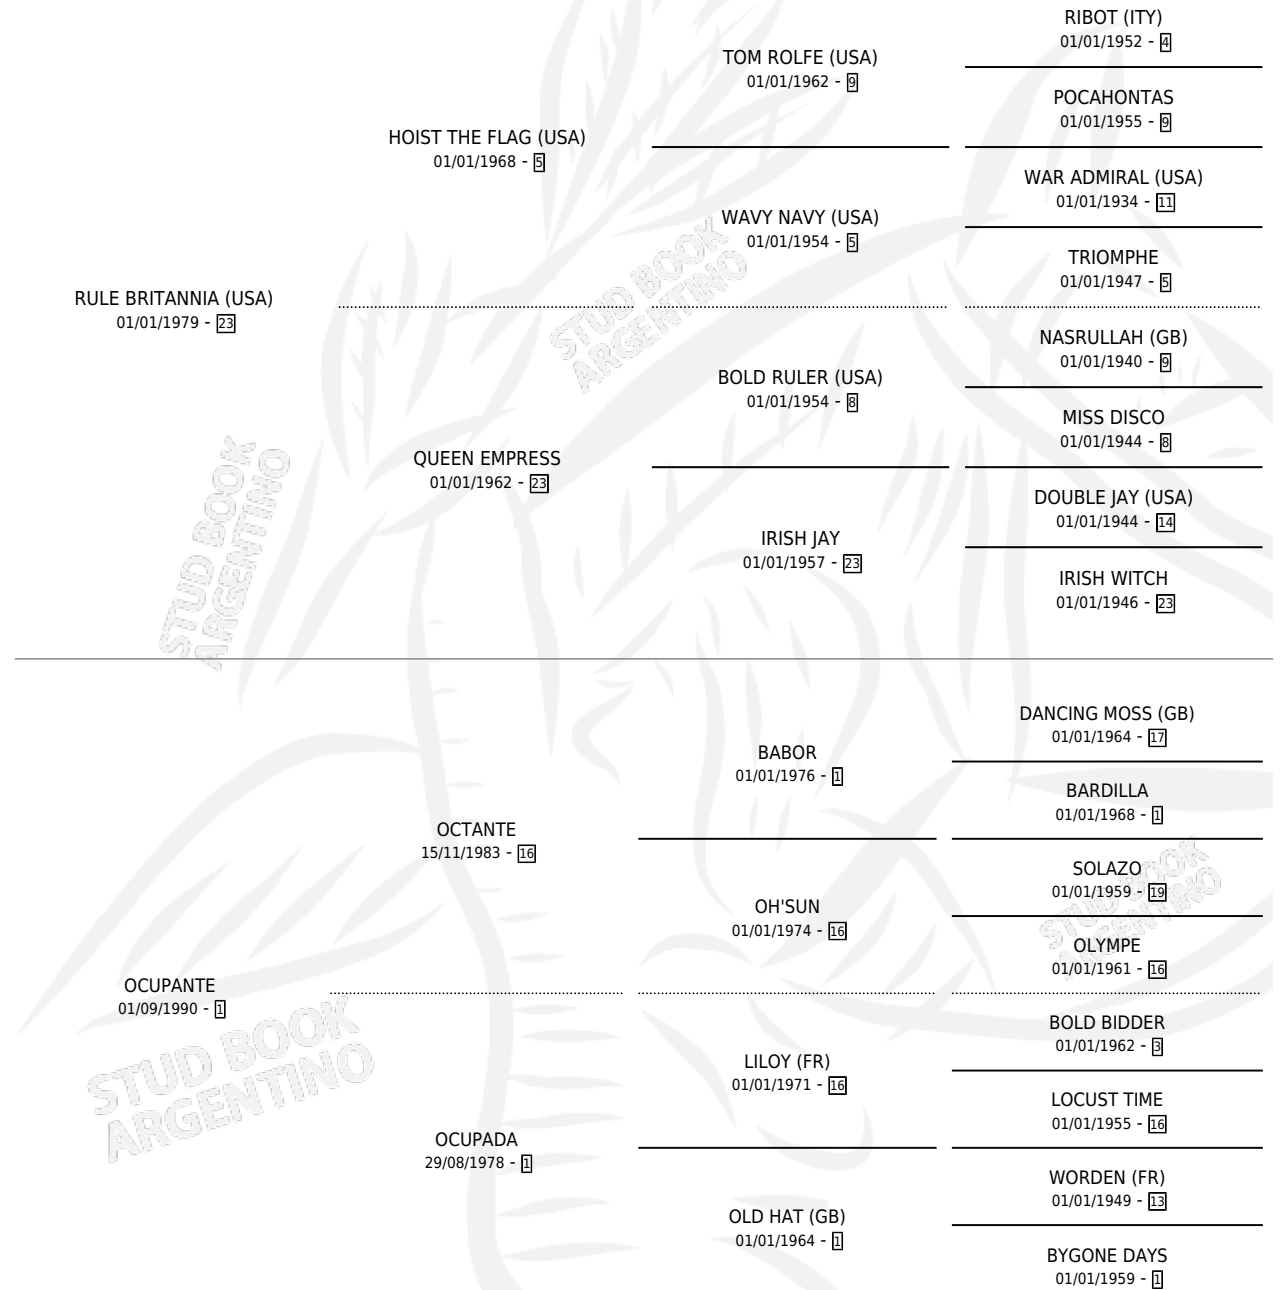 RIBOT (ITY)
01/01/1952 - 4
TOM ROLFE (USA)
01/01/1962 - 9
POCAHONTAS
01/01/1955 - 9
HOIST THE FLAG (USA)
01/01/1968 - 5
WAR ADMIRAL (USA)
01/01/1934 - 11
WAVY NAVY (USA)
01/01/1954 - 5
TRIOMPHE
01/01/1947 - 5
RULE BRITANNIA (USA)
01/01/1979 - 23
STUD BOOK
ARGENTINO
NASRULLAH (GB)
01/01/1940 - 9
BOLD RULER (USA)
01/01/1954 - 8
MISS DISCO
01/01/1944 - 8
QUEEN EMPRESS
01/01/1962 - 23
DOUBLE JAY (USA)
01/01/1944 - 14
IRISH JAY
01/01/1957 - 23
IRISH WITCH
01/01/1946 - 23
STUD BOOK
ARGENTINO
DANCING MOSS (GB)
01/01/1964 - 17
BABOR
01/01/1976 - 1
BARDILLA
01/01/1968 - 1
OCTANTE
15/11/1983 - 16
SOLAZO
01/01/1959 - 19
OH'SUN
01/01/1974 - 16
STUD BOOK
ARGENTINO
OLYMPE
01/01/1961 - 16
OCUPANTE
01/09/1990 - 1
BOLD BIDDER
01/01/1962 - 3
LILOY (FR)
01/01/1971 - 16
LOCUST TIME
01/01/1955 - 16
STUD BOOK
ARGENTINO
OCUPADA
29/08/1978 - 1
WORDEN (FR)
01/01/1949 - 13
OLD HAT (GB)
01/01/1964 - 1
BYGONE DAYS
01/01/1959 - 1